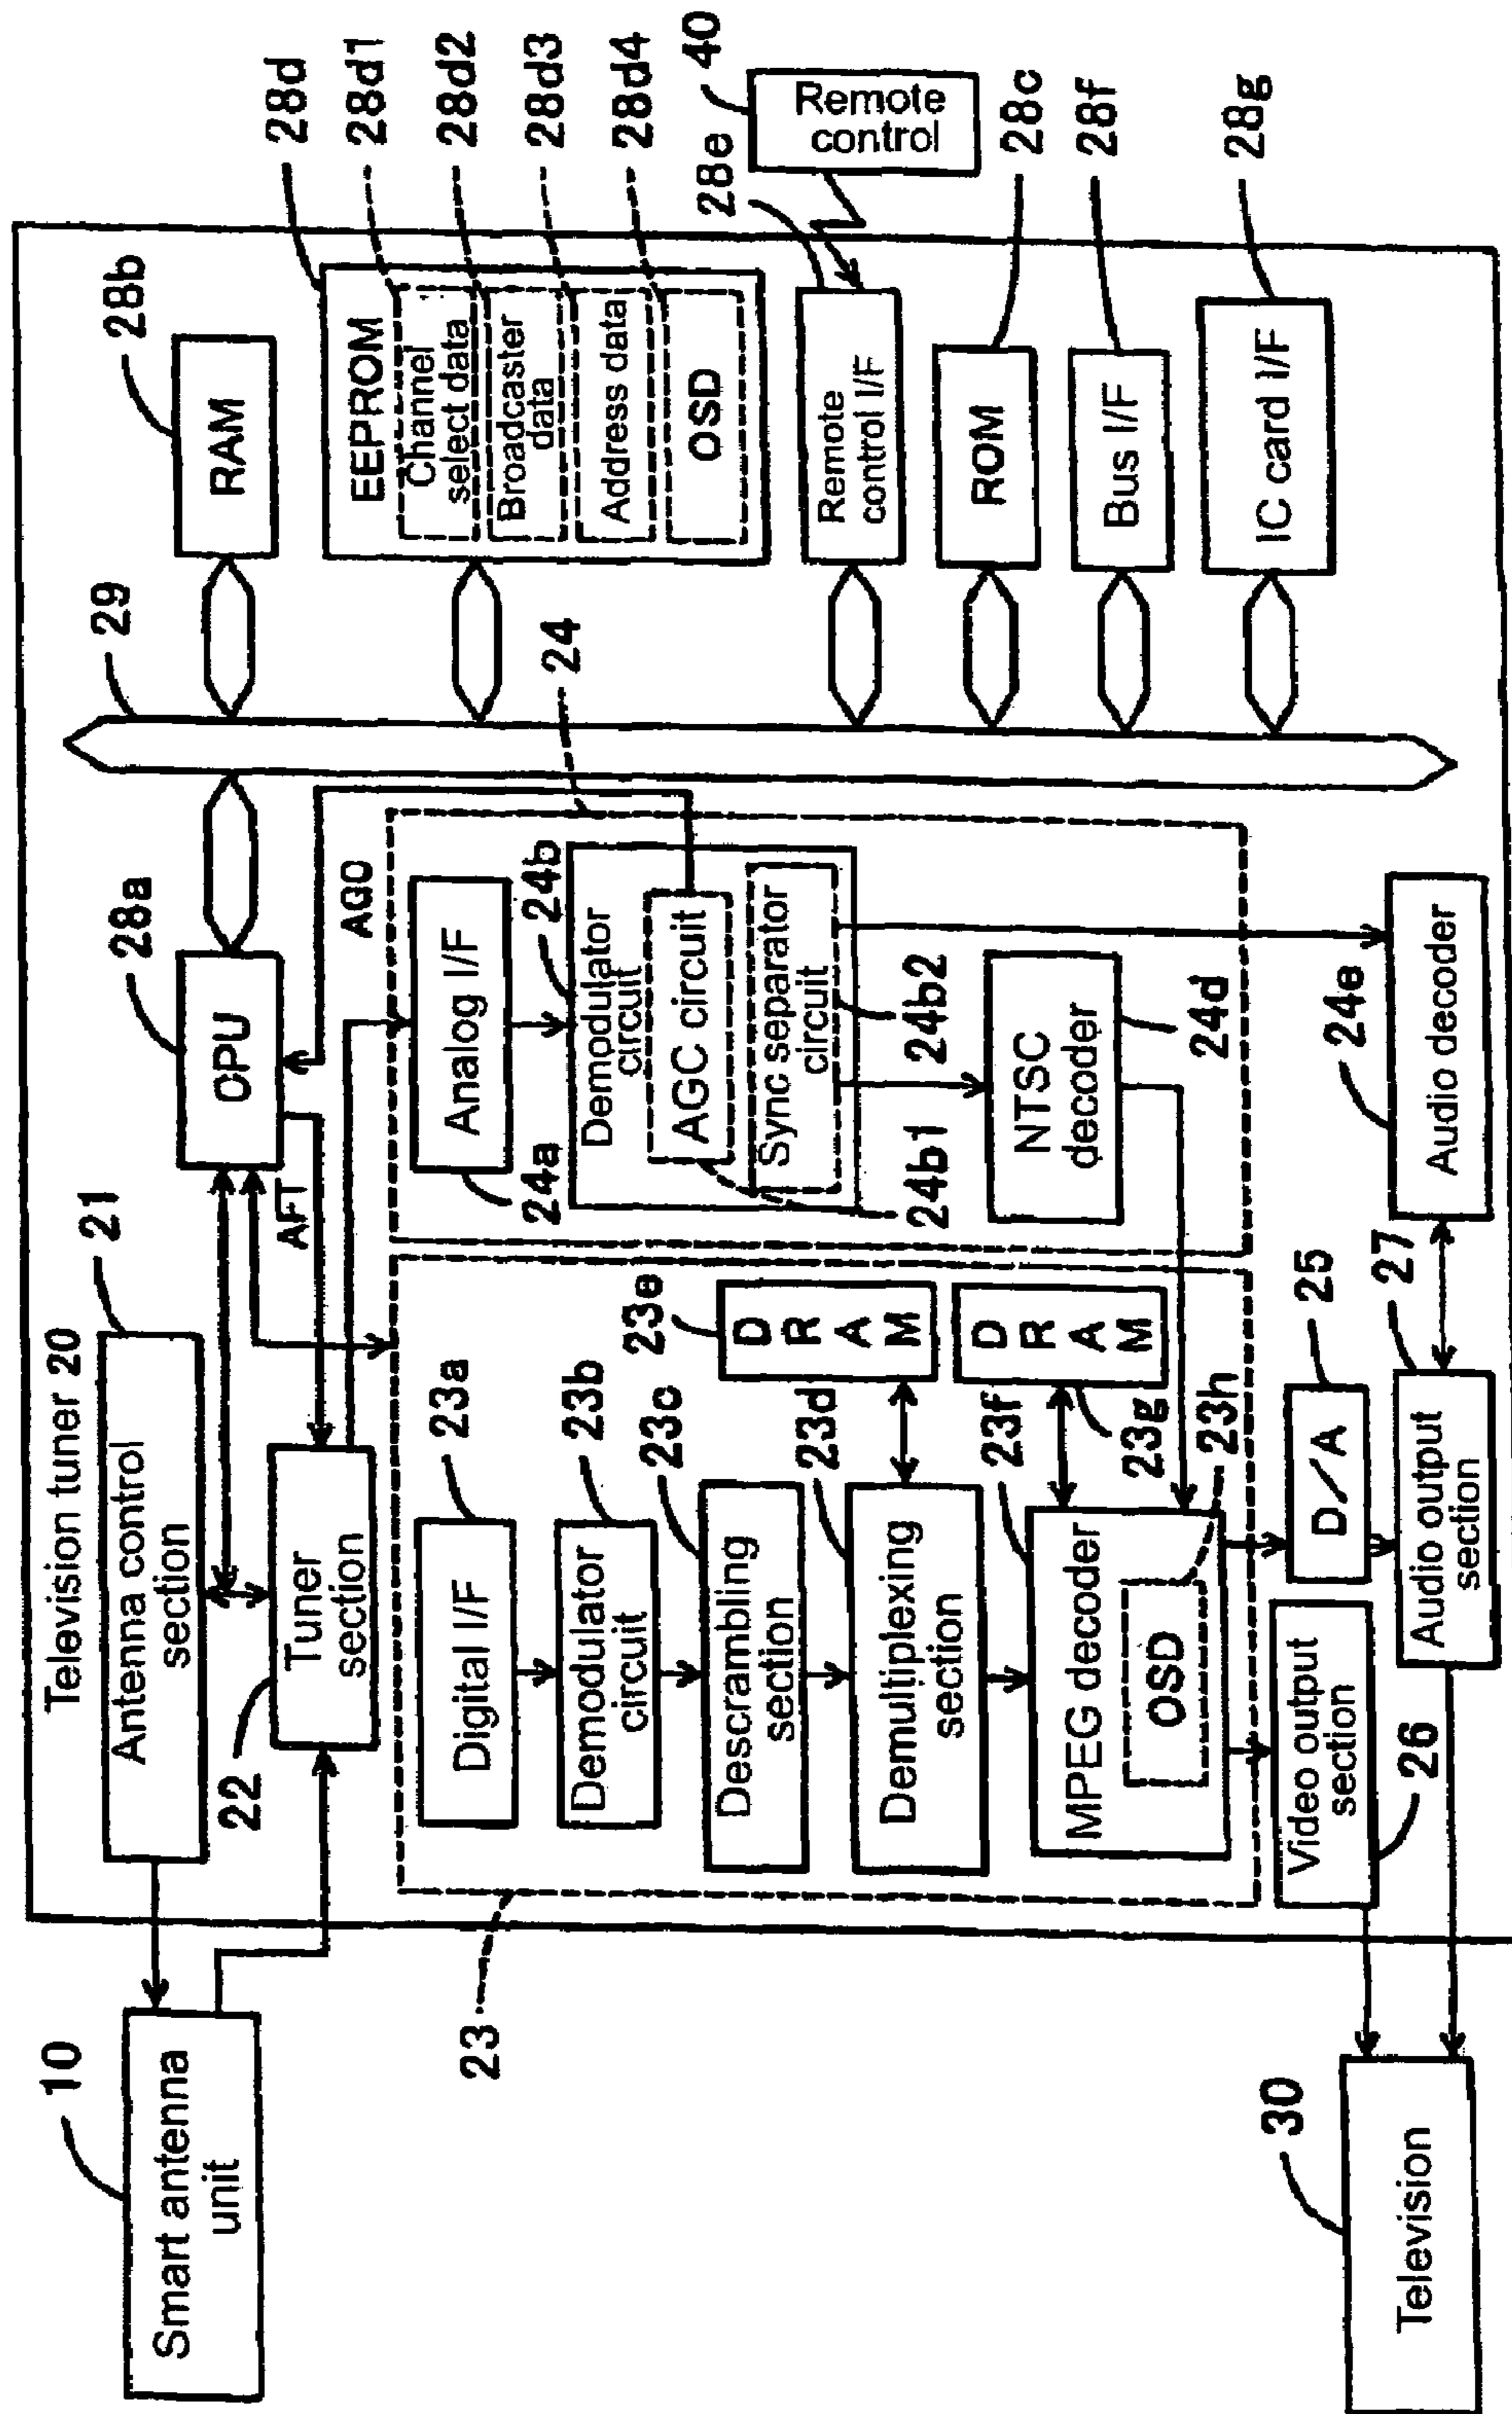 10
Smart antenna
unit
Television tuner 20
21
Antenna control
section
22
Tuner
section
AFT
28a
CPU
AGC
29
28b
RAM
28d
EEPROM
28d1
Channel
select data
28d2
Broadcaster
data
28d3
Address data
28d4
OSD
28e
Remote
control I/F
40
Remote
control
28c
ROM
28f
Bus I/F
28g
IC card I/F
23
23a
Digital I/F
23b
Demodulator
circuit
23c
Descrambling
section
23d
Demultiplexing
section
23e
DRAM
23f
MPEG decoder
23g
DRAM
23h
OSD
24
24a
Analog I/F
24b
Demodulator
circuit
AGC circuit
24b1
Sync separator
circuit
24b2
NTSC
decoder
24d
24e
Audio decoder
25
D/A
26
Video output
section
27
Audio output
section
30
Television